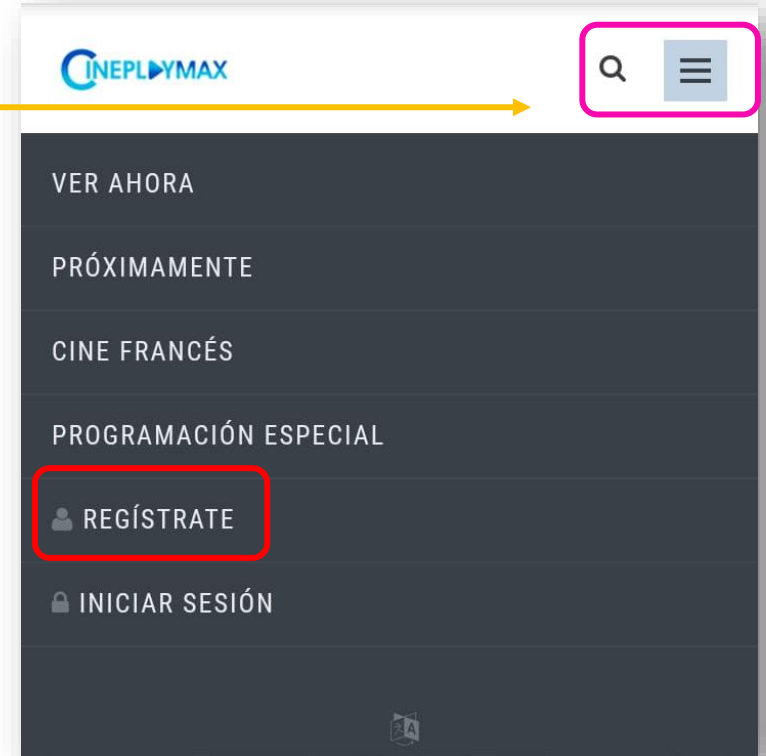 CINEPLAYMAX
VER AHORA
PRÓXIMAMENTE
CINE FRANCÉS
PROGRAMACIÓN ESPECIAL
REGÍSTRATE
INICIAR SESIÓN